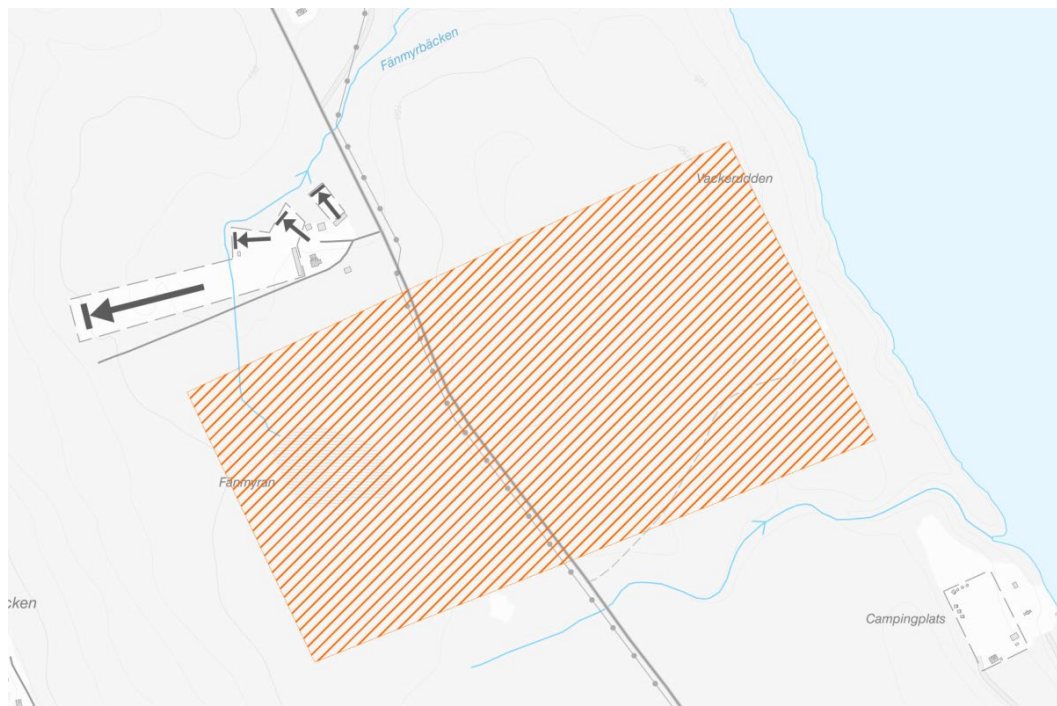 Fänmyrbäcken
Vackerudden
Fänmyran
cken
Campingplats